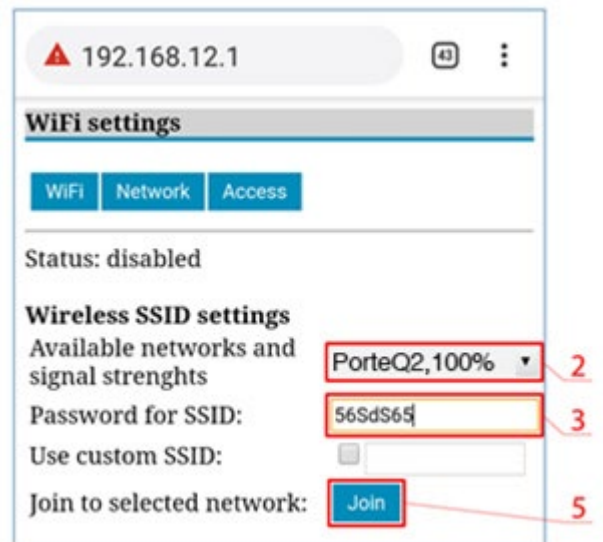 192.168.12.1 43
WiFi settings
WiFi Network Access
Status: disabled
Wireless SSID settings
Available networks and
signal strenghts
PorteQ2,100% 2
Password for SSID: 56SdS65 3
Use custom SSID:
Join to selected network: Join 5